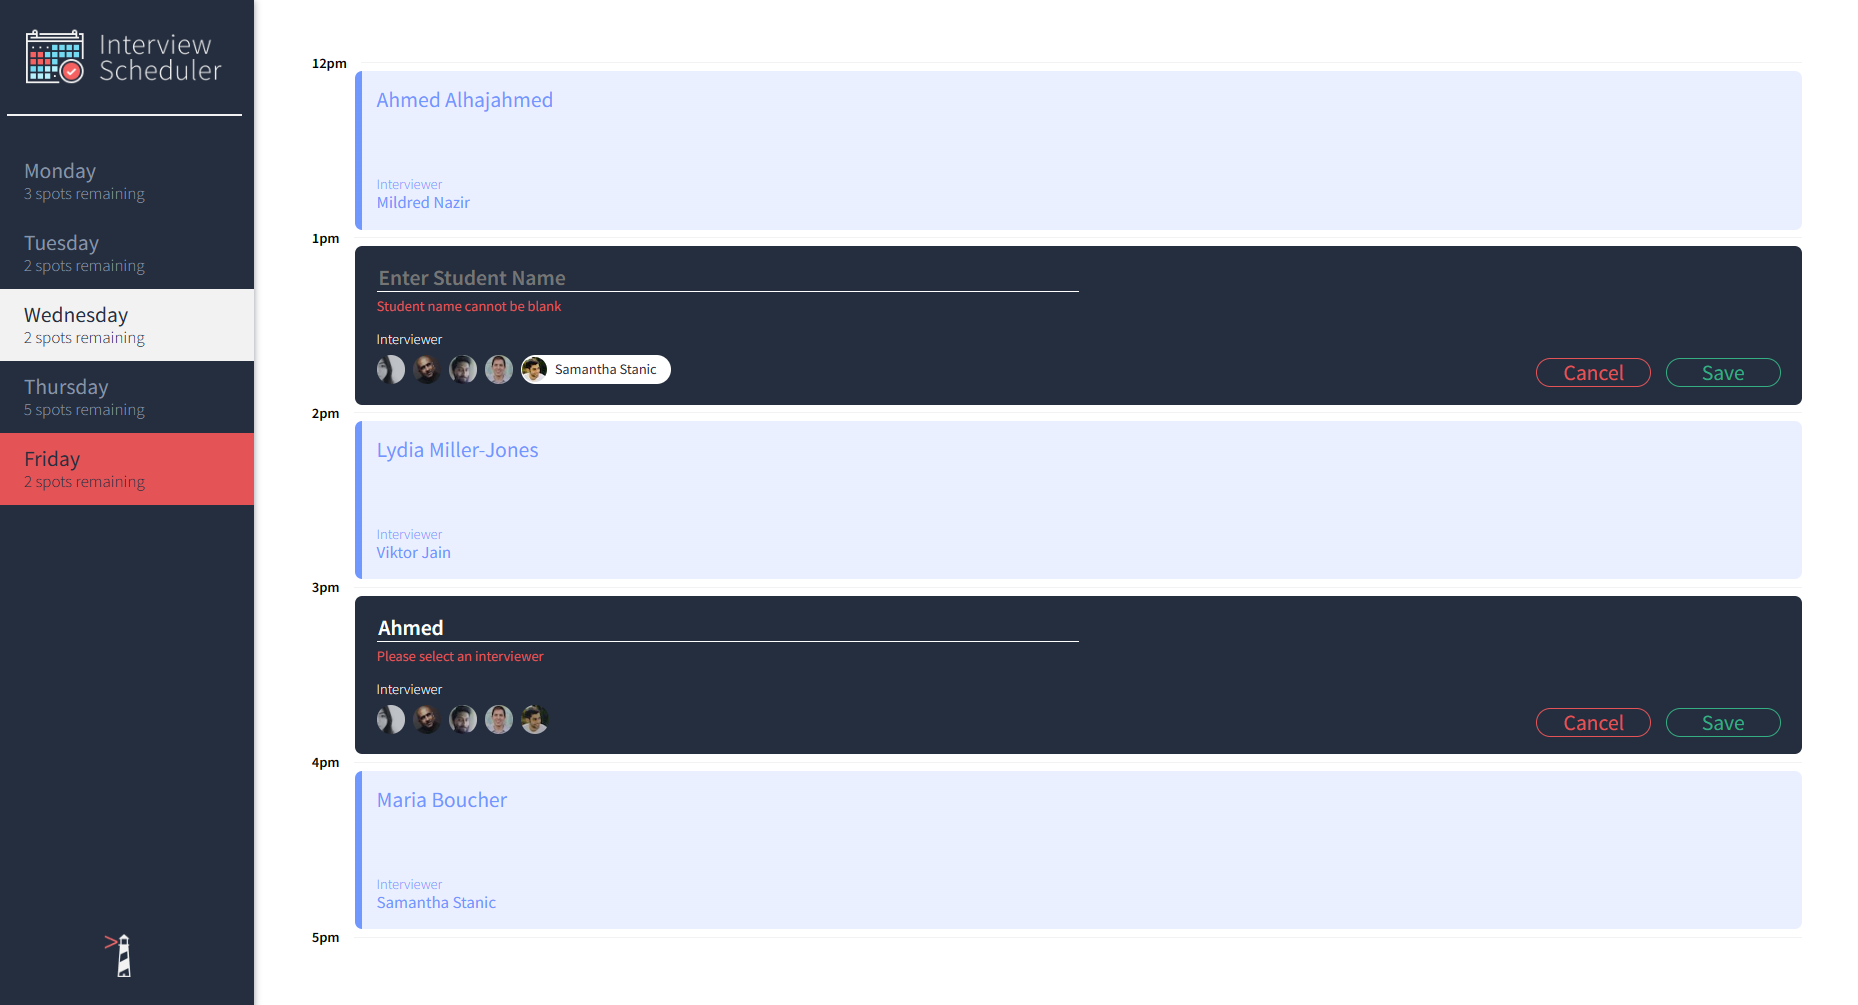 Interview
Scheduler
Monday
3 spots remaining
Tuesday
2 spots remaining
Wednesday
2 spots remaining
Thursday
5 spots remaining
Friday
2 spots remaining
12pm
Ahmed Alhajahmed
Interviewer
Mildred Nazir
1pm
Enter Student Name
Student name cannot be blank
Interviewer
Samantha Stanic
Cancel Save
2pm
Lydia Miller-Jones
Interviewer
Viktor Jain
3pm
Ahmed
Please select an interviewer
Interviewer
Cancel Save
4pm
Maria Boucher
Interviewer
Samantha Stanic
5pm